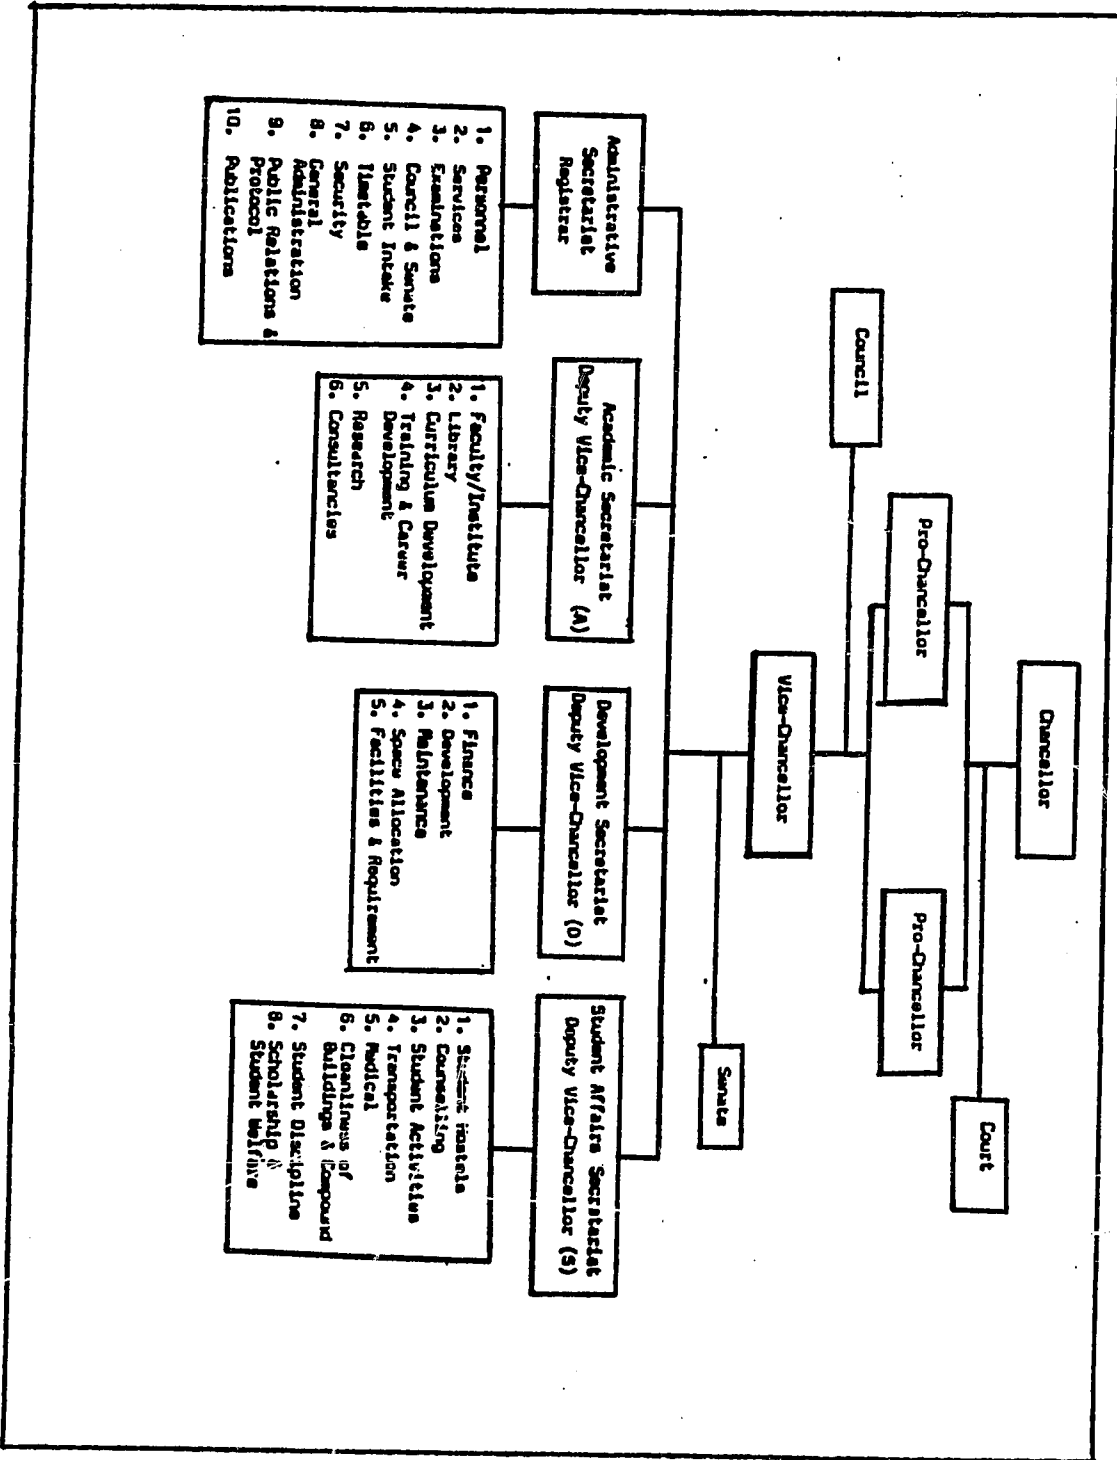 Chancellor
Court
Pro-Chancellor
Pro-Chancellor
Council
Vice-Chancellor
Senate
Administrative
Secretariat
Registrar
Academic Secretariat
Deputy Vice-Chancellor (A)
Development Secretariat
Deputy Vice-Chancellor (D)
Student Affairs Secretariat
Deputy Vice-Chancellor (S)
1. Personnel
2. Services
3. Examinations
4. Council & Senate
5. Student Intake
6. Timetable
7. Security
8. General
Administration
9. Public Relations &
Protocol
10. Publications
1. Faculty/Institute
2. Library
3. Curriculum Development
4. Training & Career
Development
5. Research
6. Consultancies
1. Finance
2. Development
3. Maintenance
4. Space Allocation
5. Facilities & Requirement
1. Student Hostels
2. Counselling
3. Student Activities
4. Transportation
5. Medical
6. Cleanliness of
Buildings & Compound
7. Student Discipline
8. Scholarship &
Student Welfare